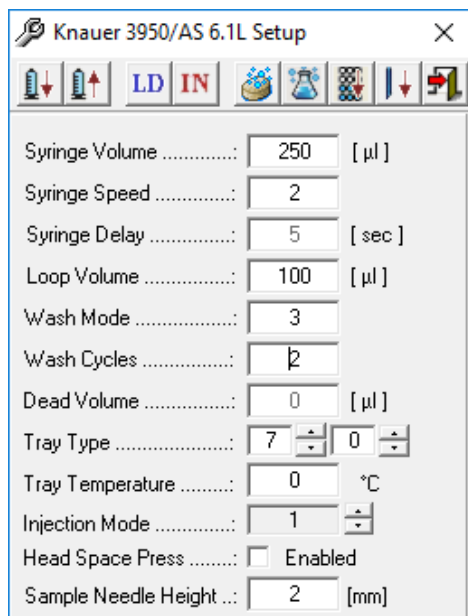 Knauer 3950/AS 6.1L Setup
LD IN
Syringe Volume .............: 250 [ µl ]
Syringe Speed ..............: 2
Syringe Delay ..............: 5 [ sec ]
Loop Volume ................: 100 [ µl ]
Wash Mode .................: 3
Wash Cycles ...............: 2
Dead Volume ..............: 0 [ µl ]
Tray Type ...................: 7 0
Tray Temperature .........: 0 °C
Injection Mode ............: 1
Head Space Press .......: Enabled
Sample Needle Height ..: 2 [mm]